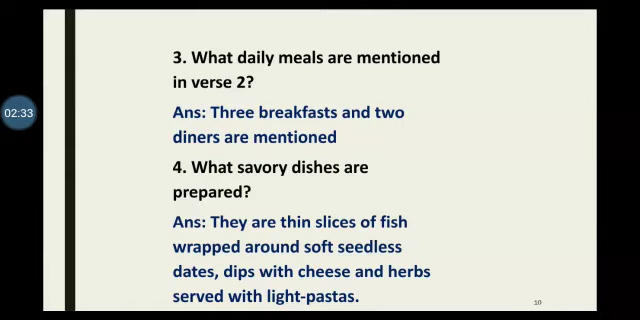 3. What daily meals are mentioned
in verse 2?
Ans: Three breakfasts and two
diners are mentioned
4. What savory dishes are
prepared?
Ans: They are thin slices of fish
wrapped around soft seedless
dates, dips with cheese and herbs
served with light-pastas.
02:33
10